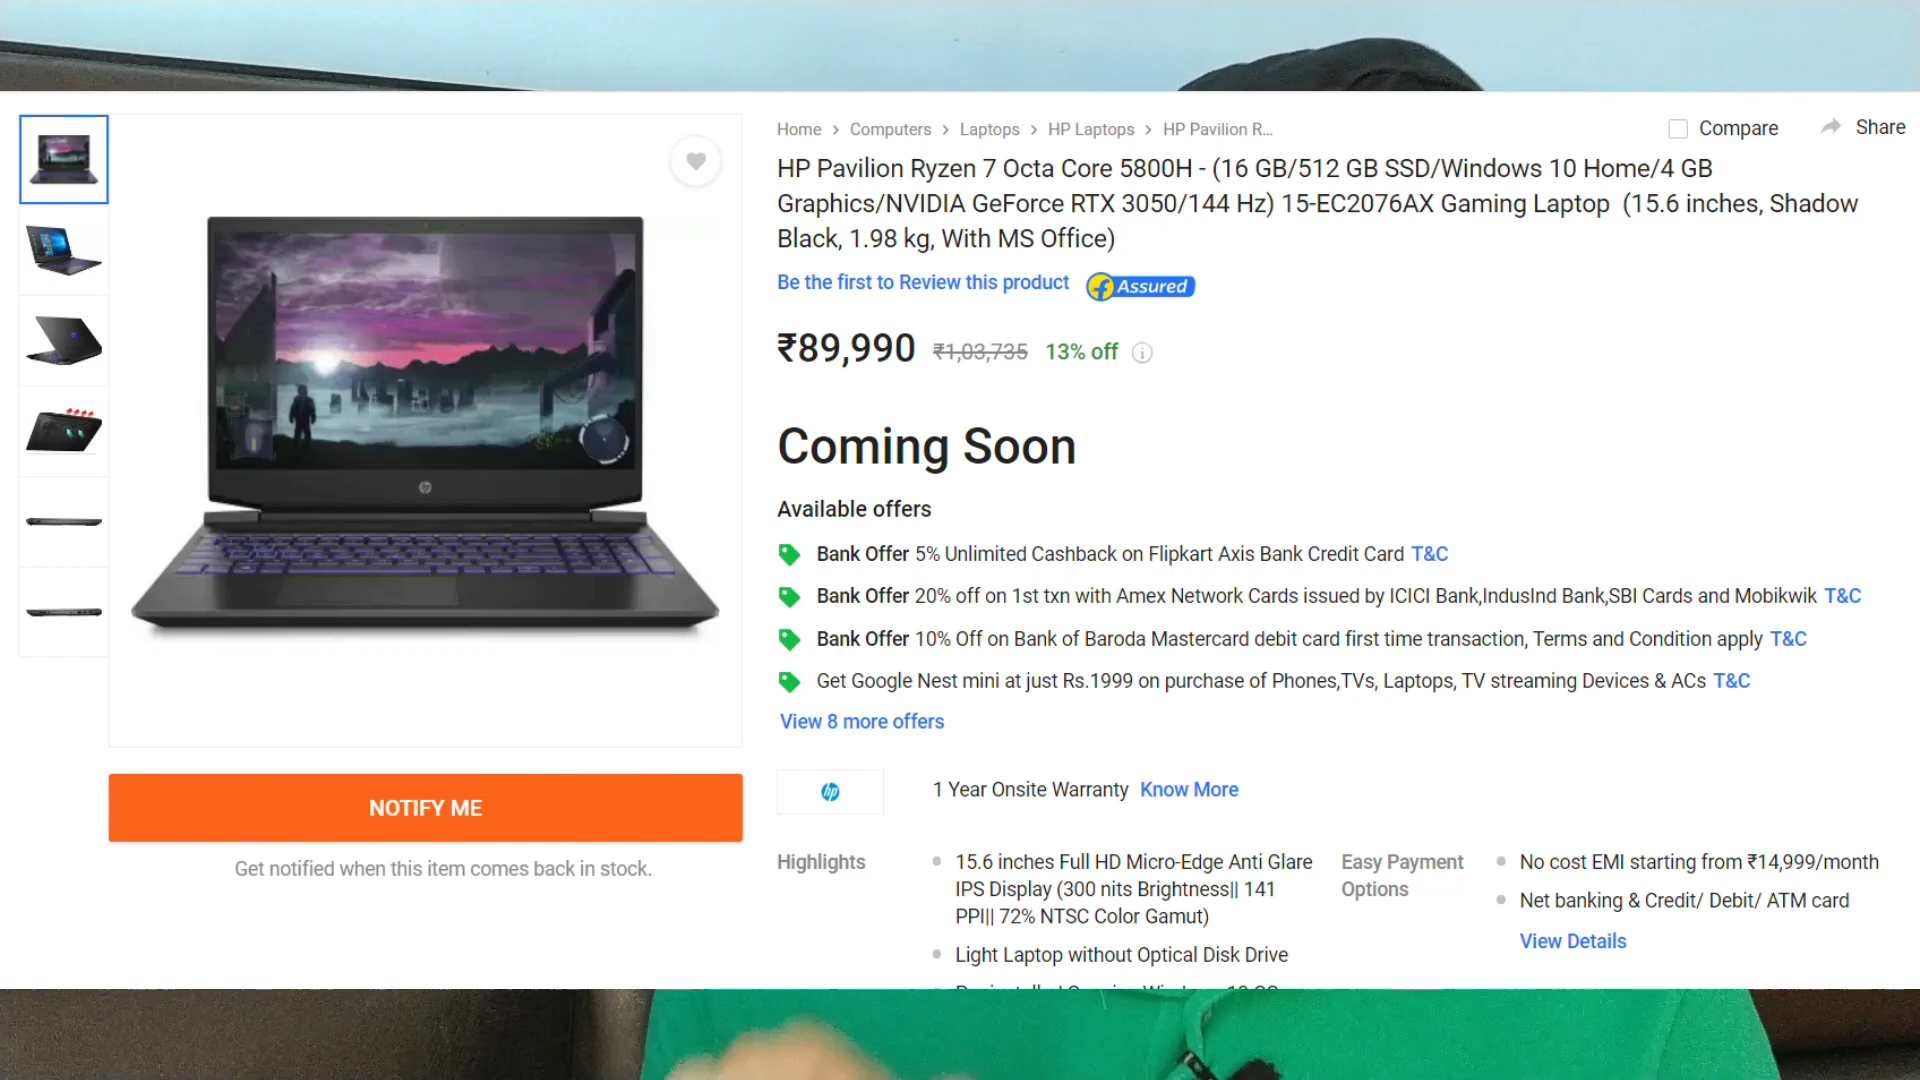 Home > Computers > Laptops > HP Laptops > HP Pavilion R...
Compare
Share
HP Pavilion Ryzen 7 Octa Core 5800H - (16 GB/512 GB SSD/Windows 10 Home/4 GB
Graphics/NVIDIA GeForce RTX 3050/144 Hz) 15-EC2076AX Gaming Laptop (15.6 inches, Shadow
Black, 1.98 kg, With MS Office)
Be the first to Review this product
Assured
₹89,990 ₹1,03,735 13% off
Coming Soon
Available offers
Bank Offer 5% Unlimited Cashback on Flipkart Axis Bank Credit Card T&C
Bank Offer 20% off on 1st txn with Amex Network Cards issued by ICICI Bank,IndusInd Bank,SBI Cards and Mobikwik T&C
Bank Offer 10% Off on Bank of Baroda Mastercard debit card first time transaction, Terms and Condition apply T&C
Get Google Nest mini at just Rs.1999 on purchase of Phones,TVs, Laptops, TV streaming Devices & ACs T&C
View 8 more offers
NOTIFY ME
Get notified when this item comes back in stock.
hp
1 Year Onsite Warranty Know More
Highlights
15.6 inches Full HD Micro-Edge Anti Glare
IPS Display (300 nits Brightness|| 141
PPI|| 72% NTSC Color Gamut)
Light Laptop without Optical Disk Drive
Easy Payment
Options
No cost EMI starting from ₹14,999/month
Net banking & Credit/ Debit/ ATM card
View Details